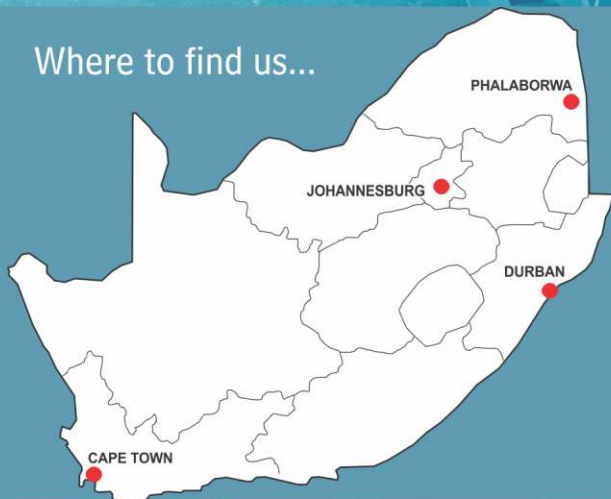 Where to find us...
PHALABORWA
JOHANNESBURG
DURBAN
CAPE TOWN